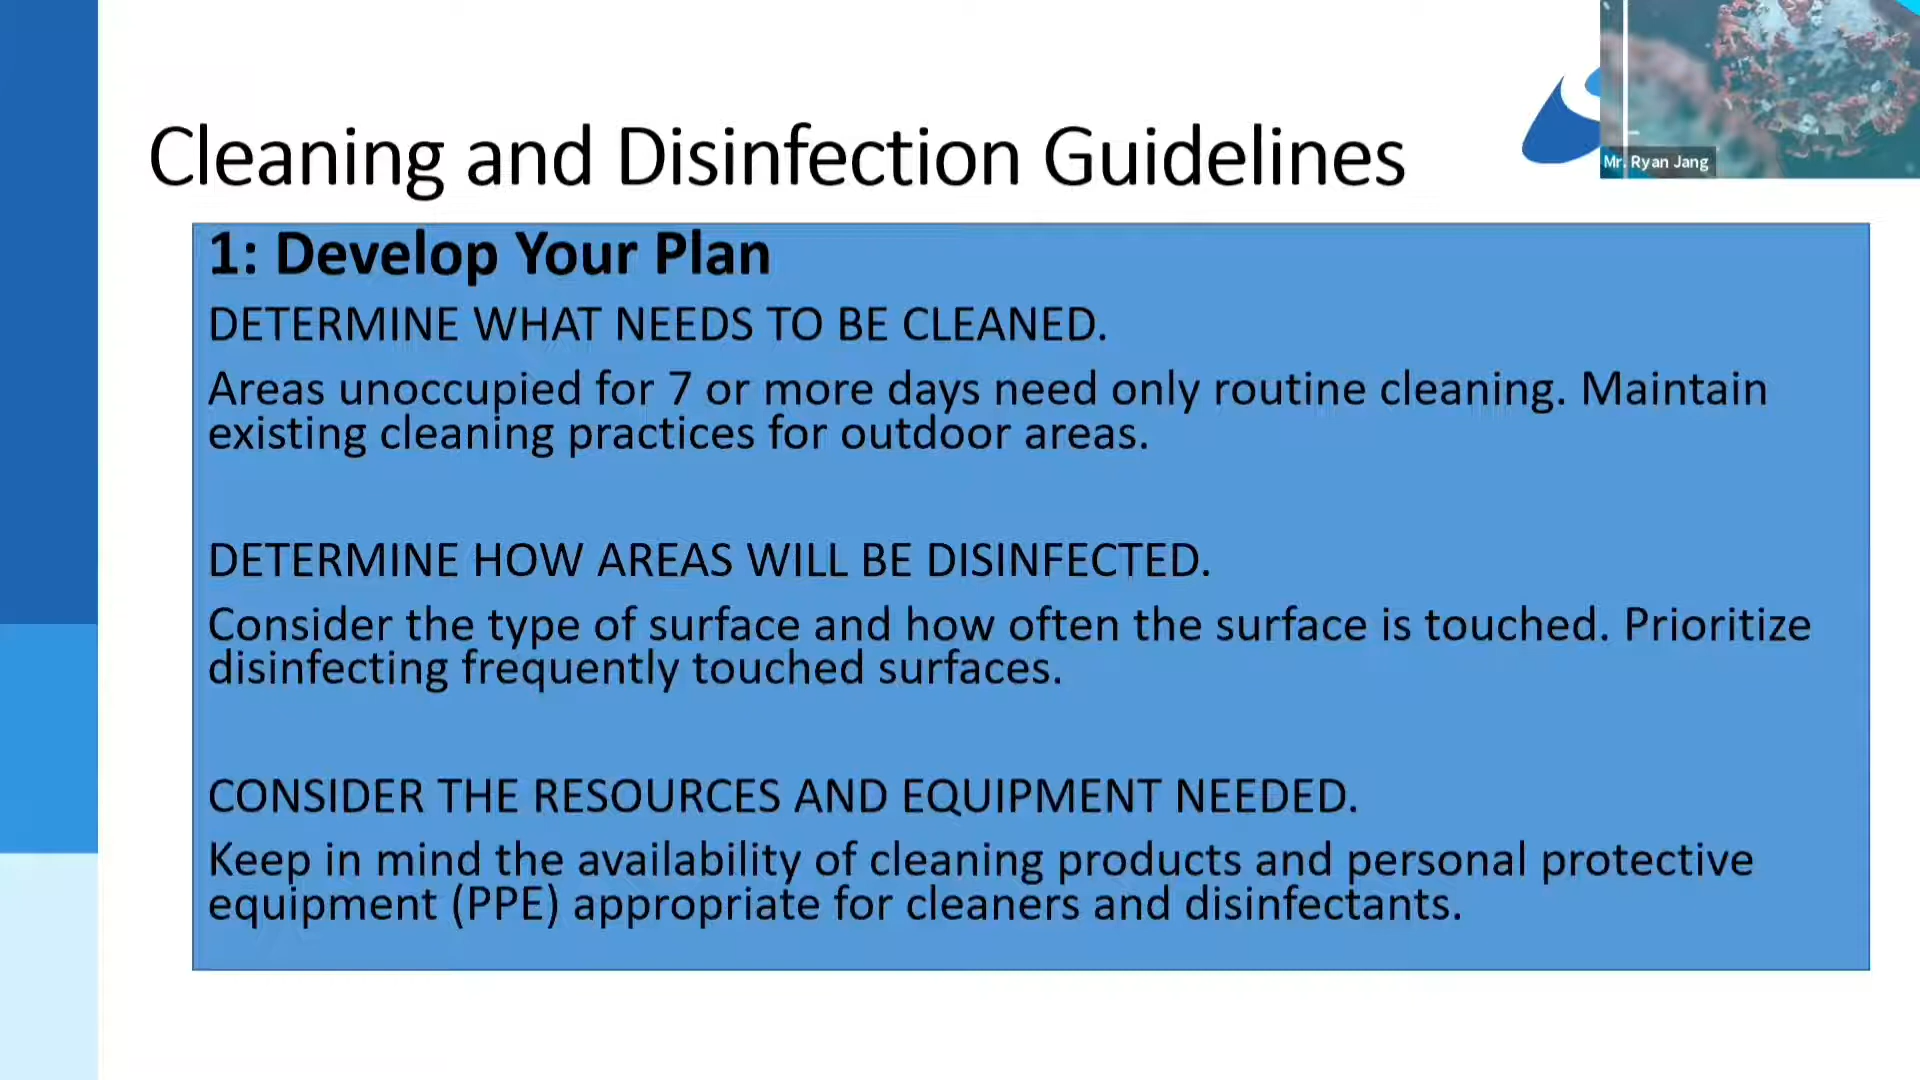 Cleaning and Disinfection Guidelines
Mr. Ryan Jang
1: Develop Your Plan
DETERMINE WHAT NEEDS TO BE CLEANED.
Areas unoccupied for 7 or more days need only routine cleaning. Maintain
existing cleaning practices for outdoor areas.
DETERMINE HOW AREAS WILL BE DISINFECTED.
Consider the type of surface and how often the surface is touched. Prioritize
disinfecting frequently touched surfaces.
CONSIDER THE RESOURCES AND EQUIPMENT NEEDED.
Keep in mind the availability of cleaning products and personal protective
equipment (PPE) appropriate for cleaners and disinfectants.